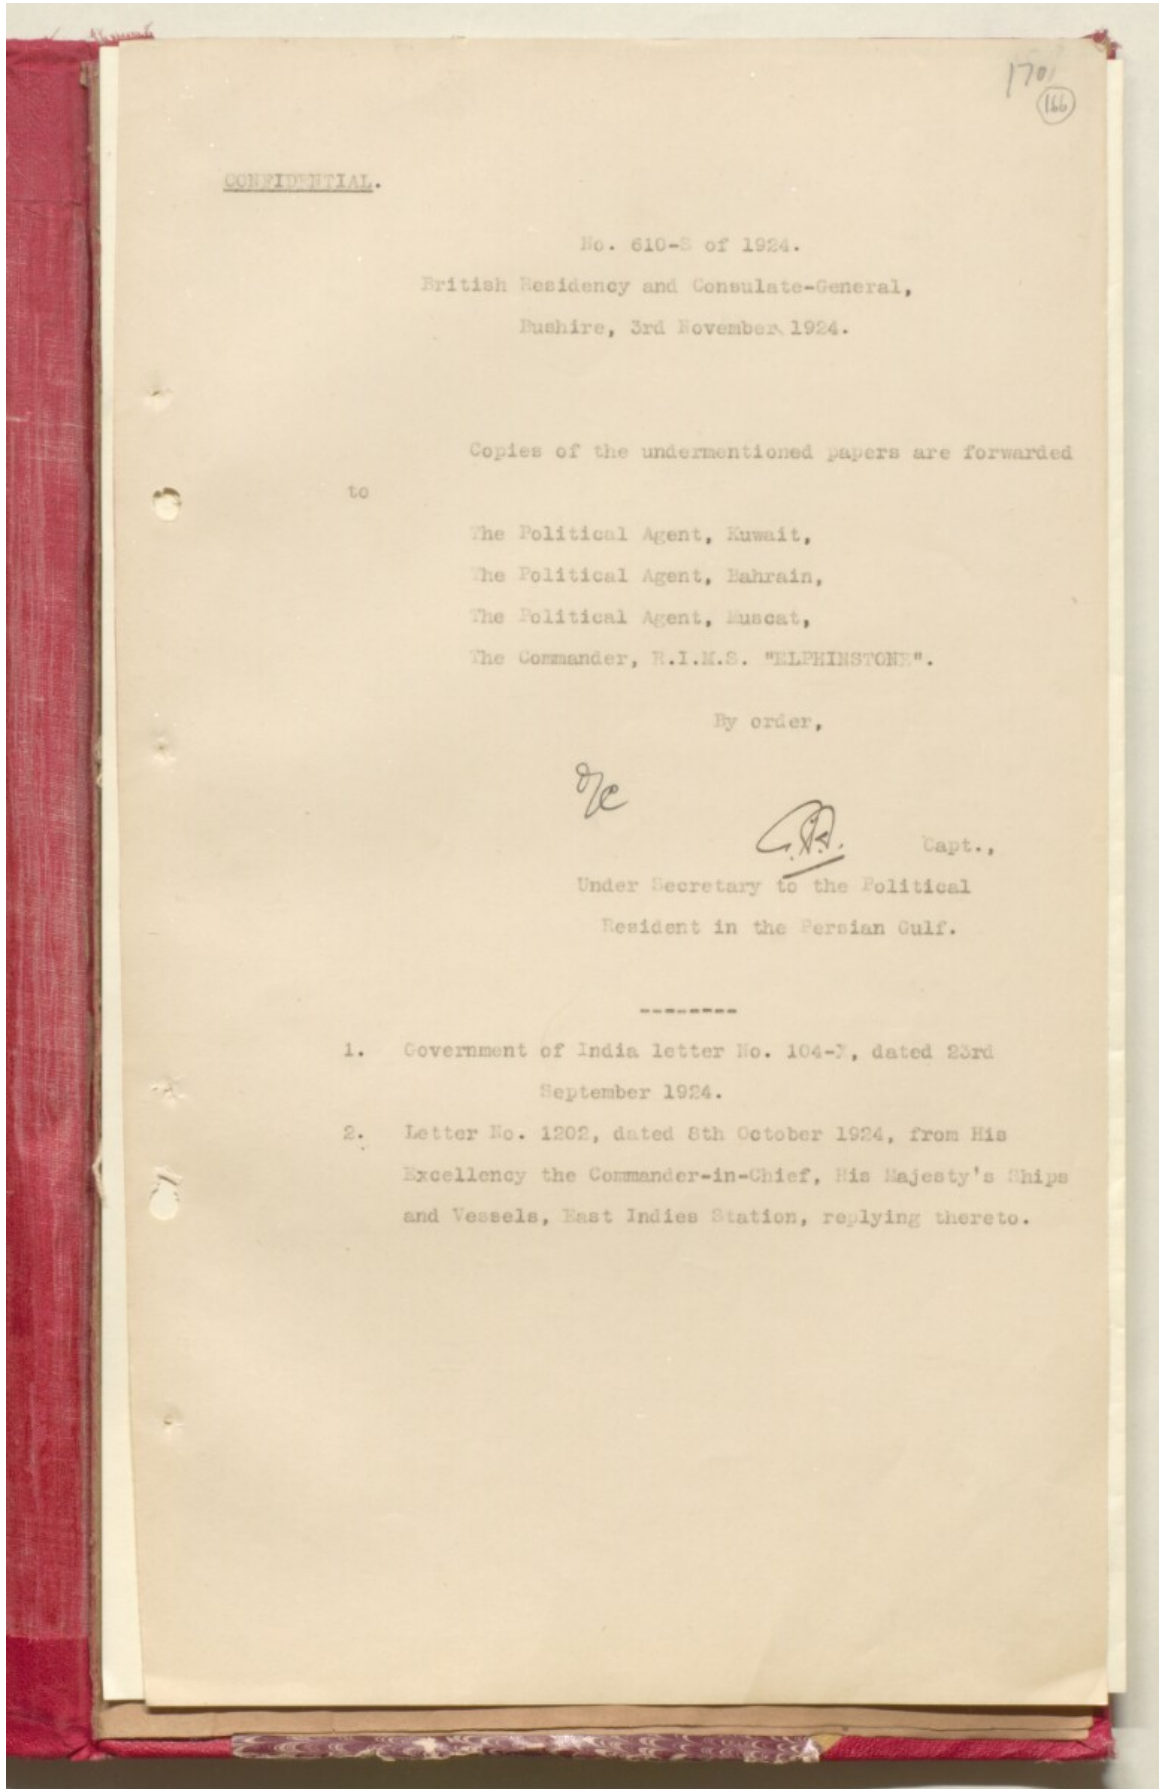 170
166
CONFIDENTIAL.
No. 610-S of 1924.
British Residency and Consulate-General,
Bushire, 3rd November 1924.
Copies of the undermentioned papers are forwarded
to
The Political Agent, Kuwait,
The Political Agent, Bahrain,
The Political Agent, Muscat,
The Commander, R.I.M.S. "ELPHINSTONE".
By order,
Capt.,
Under Secretary to the Political
Resident in the Persian Gulf.
--------
1. Government of India letter No. 104-X, dated 23rd
September 1924.
2. Letter No. 1202, dated 8th October 1924, from His
Excellency the Commander-in-Chief, His Majesty's Ships
and Vessels, East Indies Station, replying thereto.